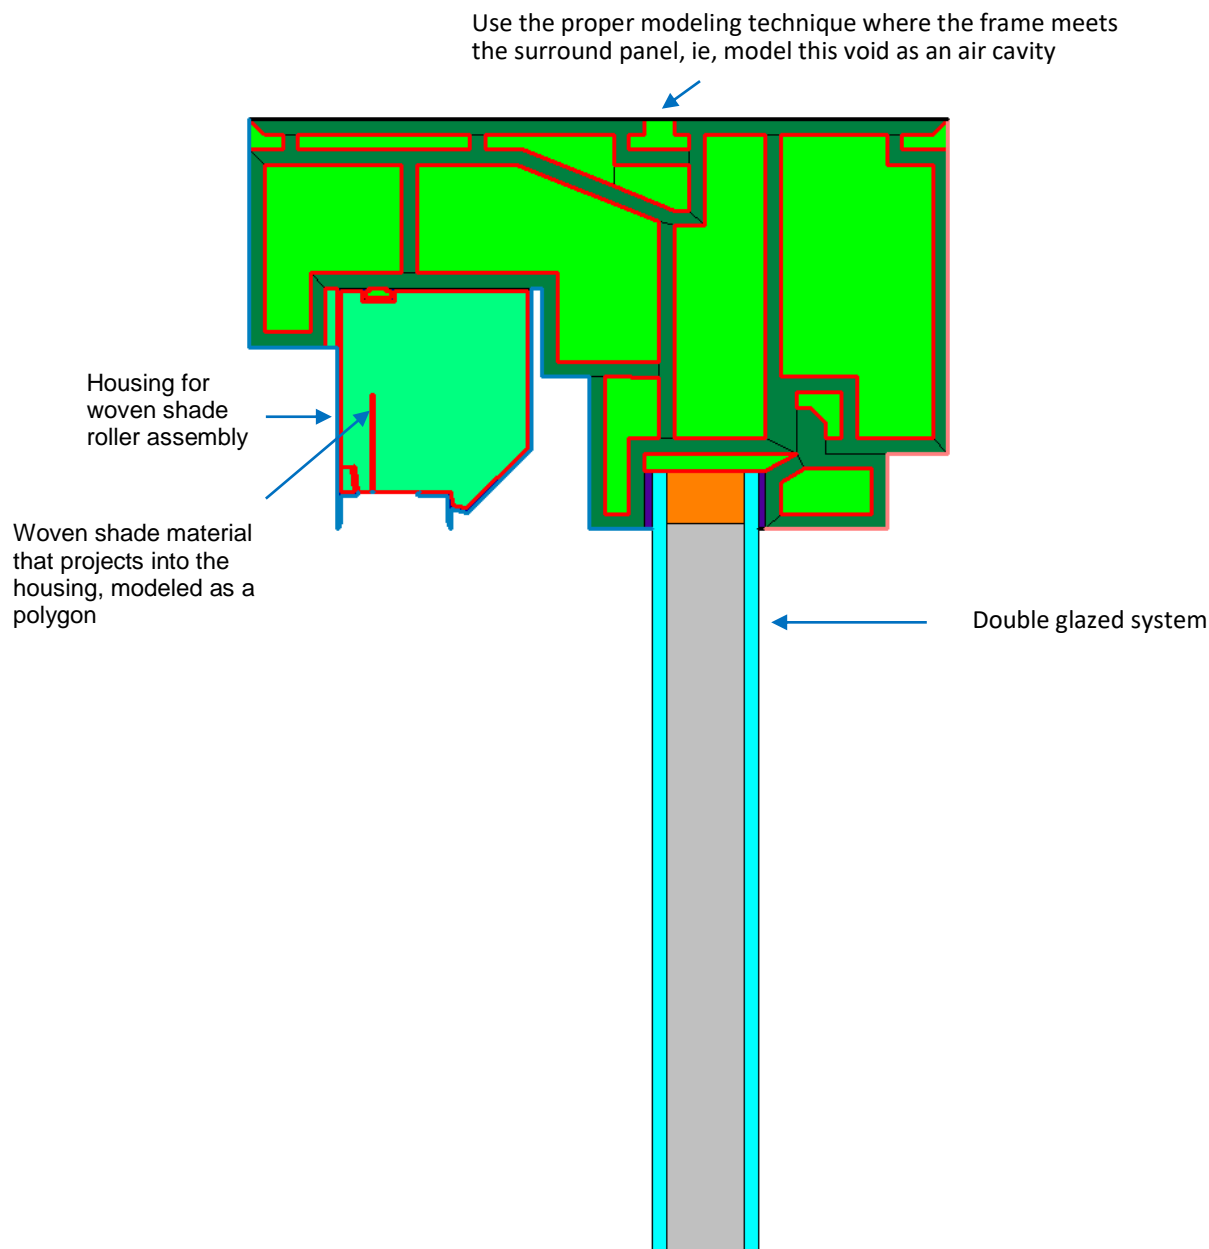 Use the proper modeling technique where the frame meets
the surround panel, ie, model this void as an air cavity
Housing for
woven shade
roller assembly
Woven shade material
that projects into the
housing, modeled as a
polygon
Double glazed system